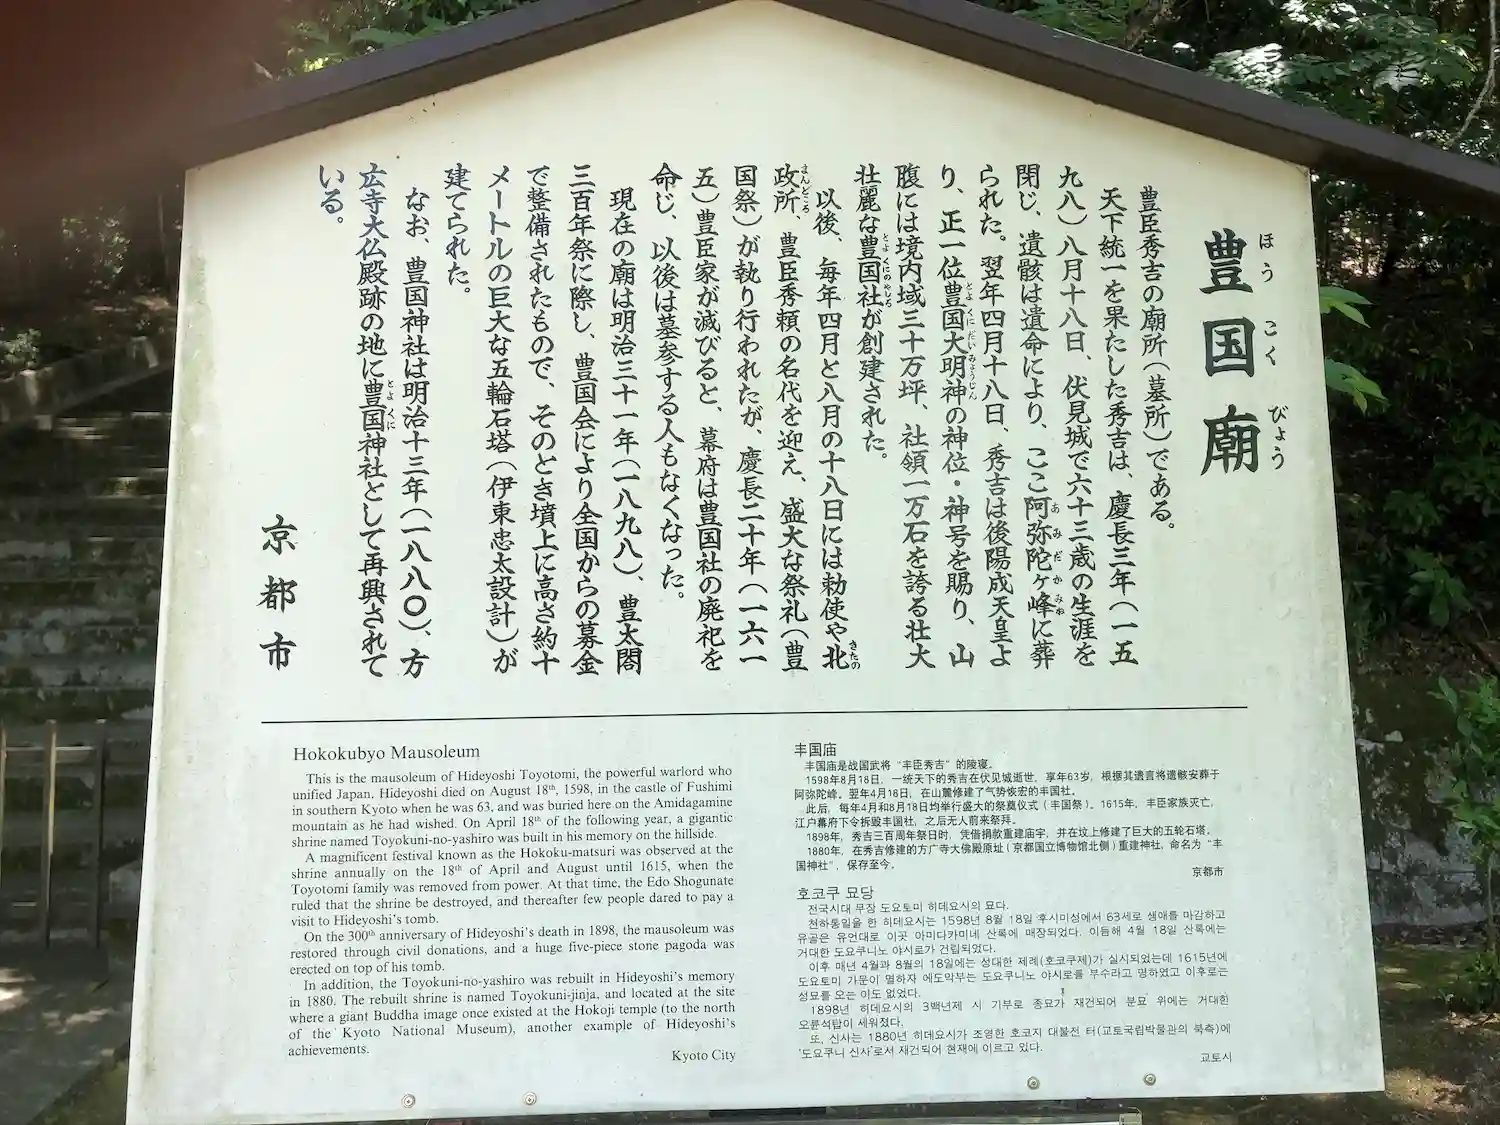 豊国廟
ほうこくびょう
豊臣秀吉の廟所(墓所)である。
天下統一を果たした秀吉は、慶長三年(一五
九八)八月十八日、伏見城で六十三歳の生涯を
閉じ、遺骸は遺命により、ここ阿弥陀ヶ峰に葬
あみだがみね
られた。翌年四月十八日、秀吉は後陽成天皇よ
り、正一位豊国大明神の神位・神号を賜り、山
とよくにだいみょうじん
腹には境内域三十万坪、社領一万石を誇る壮大
壮麗な豊国社が創建された。
とよくにのやしろ
以後、毎年四月と八月の十八日には勅使や北
きたの
政所、豊臣秀頼の名代を迎え、盛大な祭礼(豊
まんどころ
国祭)が執り行われたが、慶長二十年(一六一
五)豊臣家が滅びると、幕府は豊国社の廃祀を
命じ、以後は墓参する人もなくなった。
現在の廟は明治三十一年(一八九八)、豊太閤
三百年祭に際し、豊国会により全国からの募金
で整備されたもので、そのとき墳上に高さ約十
メートルの巨大な五輪石塔(伊東忠太設計)が
建てられた。
なお、豊国神社は明治十三年(一八八〇)、方
広寺大仏殿跡の地に豊国神社として再興されて
とよくに
いる。
京都市
Hokokubyo Mausoleum
This is the mausoleum of Hideyoshi Toyotomi, the powerful warlord who
unified Japan. Hideyoshi died on August 18th, 1598, in the castle of Fushimi
in southern Kyoto when he was 63, and was buried here on the Amidagamine
mountain as he had wished. On April 18th of the following year, a gigantic
shrine named Toyokuni-no-yashiro was built in his memory on the hillside.
A magnificent festival known as the Hokoku-matsuri was observed at the
shrine annually on the 18th of April and August until 1615, when the
Toyotomi family was removed from power. At that time, the Edo Shogunate
ruled that the shrine be destroyed, and thereafter few people dared to pay a
visit to Hideyoshi's tomb.
On the 300th anniversary of Hideyoshi's death in 1898, the mausoleum was
restored through civil donations, and a huge five-piece stone pagoda was
erected on top of his tomb.
In addition, the Toyokuni-no-yashiro was rebuilt in Hideyoshi's memory
in 1880. The rebuilt shrine is named Toyokuni-jinja, and located at the site
where a giant Buddha image once existed at the Hokoji temple (to the north
of the Kyoto National Museum), another example of Hideyoshi's
achievements.
Kyoto City
丰国庙
丰国庙是战国武将“丰臣秀吉”的陵寝。
1598年8月18日,一统天下的秀吉在伏见城逝世,享年63岁,根据其遗言将遗骸安葬于
阿弥陀峰。翌年4月18日,在山麓修建了气势恢宏的丰国社。
此后,每年4月和8月18日均举行盛大的祭奠仪式(丰国祭)。1615年,丰臣家族灭亡,
江户幕府下令拆毁丰国社,之后无人前来祭拜。
1898年,秀吉三百周年祭日时,凭借捐款重建庙宇,并在坟上修建了巨大的五轮石塔。
1880年,在秀吉修建的方广寺大佛殿原址(京都国立博物馆北侧)重建神社,命名为“丰
国神社”,保存至今。
京都市
호코쿠 묘당
전국시대 무장 도요토미 히데요시의 묘다.
천하통일을 한 히데요시는 1598년 8월 18일 후시미성에서 63세로 생애를 마감하고
유골은 유언대로 이곳 아미다카미네 산록에 매장되었다. 이듬해 4월 18일 산록에는
거대한 도요쿠니노 야시로가 건립되었다.
이후 매년 4월과 8월의 18일에는 성대한 제례(호코쿠제)가 실시되었는데 1615년에
도요토미 가문이 멸하자 에도막부는 도요쿠니노 야시로를 부수라고 명하였고 이후로는
성묘를 오는 이도 없었다.
1898년 히데요시의 3백년제 시 기부로 종묘가 재건되어 분묘 위에는 거대한
오륜석탑이 세워졌다.
또, 신사는 1880년 히데요시가 조영한 호코지 대불전 터(교토국립박물관의 북측)에
'도요쿠니 신사'로서 재건되어 현재에 이르고 있다.
교토시